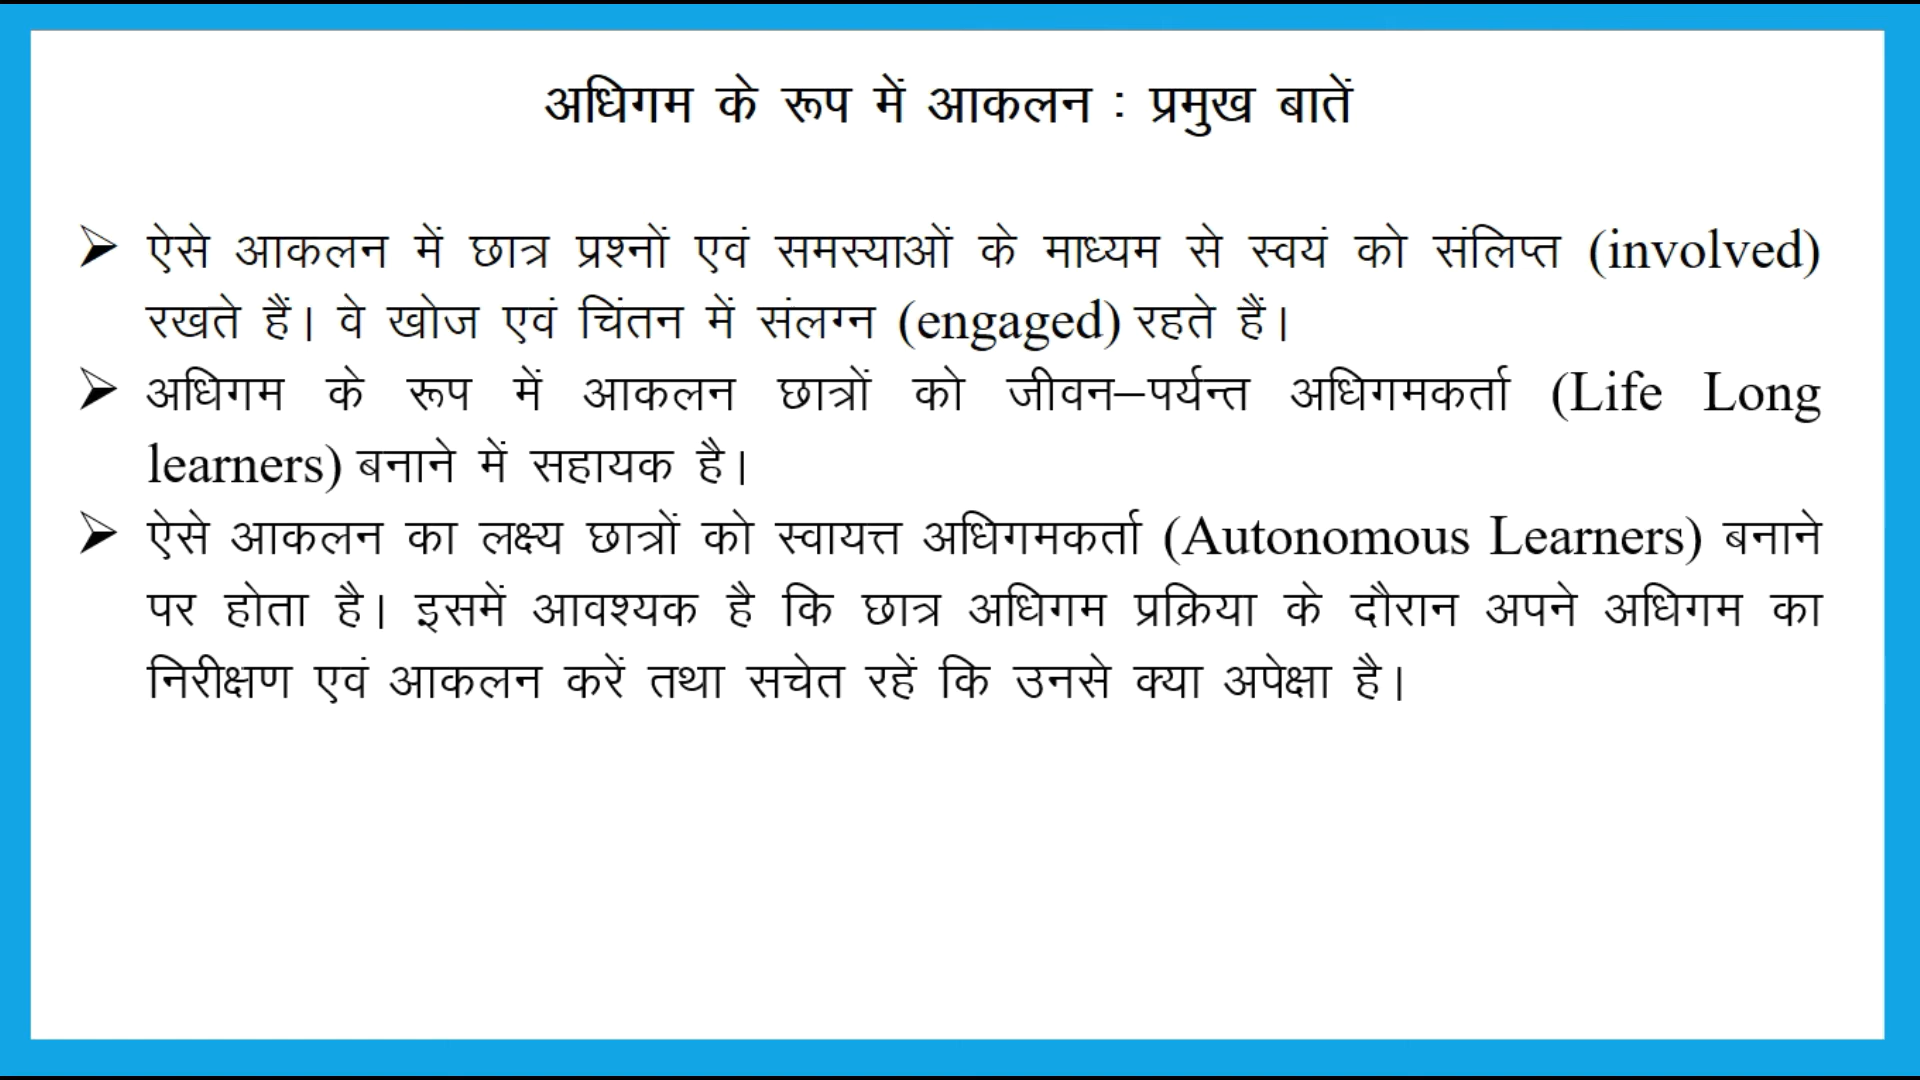 अधिगम के रूप में आकलन : प्रमुख बातें
➢ ऐसे आकलन में छात्र प्रश्नों एवं समस्याओं के माध्यम से स्वयं को संलिप्त (involved)
रखते हैं। वे खोज एवं चिंतन में संलग्न (engaged) रहते हैं।
➢ अधिगम के रूप में आकलन छात्रों को जीवन–पर्यन्त अधिगमकर्ता (Life Long
learners) बनाने में सहायक है।
➢ ऐसे आकलन का लक्ष्य छात्रों को स्वायत्त अधिगमकर्ता (Autonomous Learners) बनाने
पर होता है। इसमें आवश्यक है कि छात्र अधिगम प्रक्रिया के दौरान अपने अधिगम का
निरीक्षण एवं आकलन करें तथा सचेत रहें कि उनसे क्या अपेक्षा है।